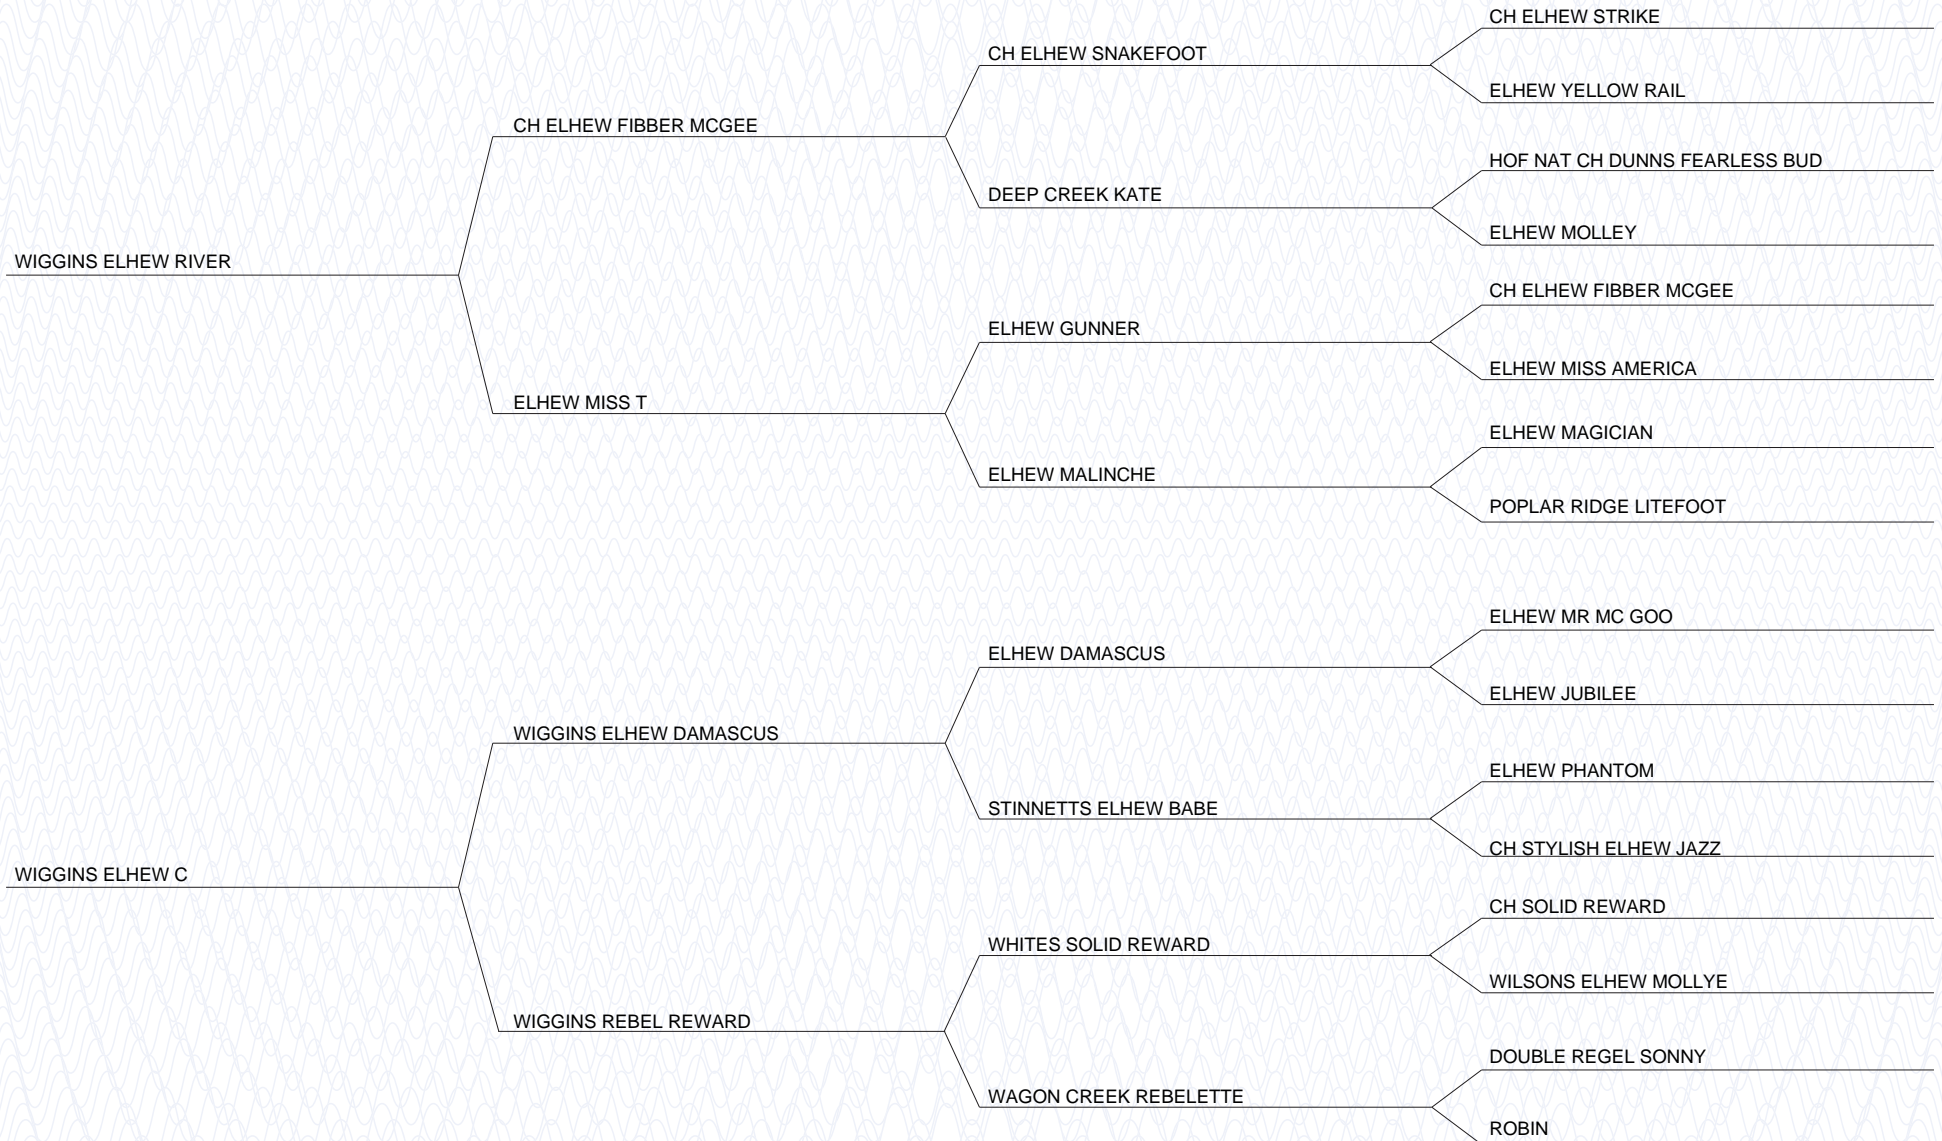 CH ELHEW STRIKE
CH ELHEW SNAKEFOOT
ELHEW YELLOW RAIL
CH ELHEW FIBBER MCGEE
HOF NAT CH DUNNS FEARLESS BUD
DEEP CREEK KATE
ELHEW MOLLEY
WIGGINS ELHEW RIVER
CH ELHEW FIBBER MCGEE
ELHEW GUNNER
ELHEW MISS AMERICA
ELHEW MISS T
ELHEW MAGICIAN
ELHEW MALINCHE
POPLAR RIDGE LITEFOOT
ELHEW MR MC GOO
ELHEW DAMASCUS
ELHEW JUBILEE
WIGGINS ELHEW DAMASCUS
ELHEW PHANTOM
STINNETTS ELHEW BABE
CH STYLISH ELHEW JAZZ
WIGGINS ELHEW C
CH SOLID REWARD
WHITES SOLID REWARD
WILSONS ELHEW MOLLYE
WIGGINS REBEL REWARD
DOUBLE REGEL SONNY
WAGON CREEK REBELETTE
ROBIN